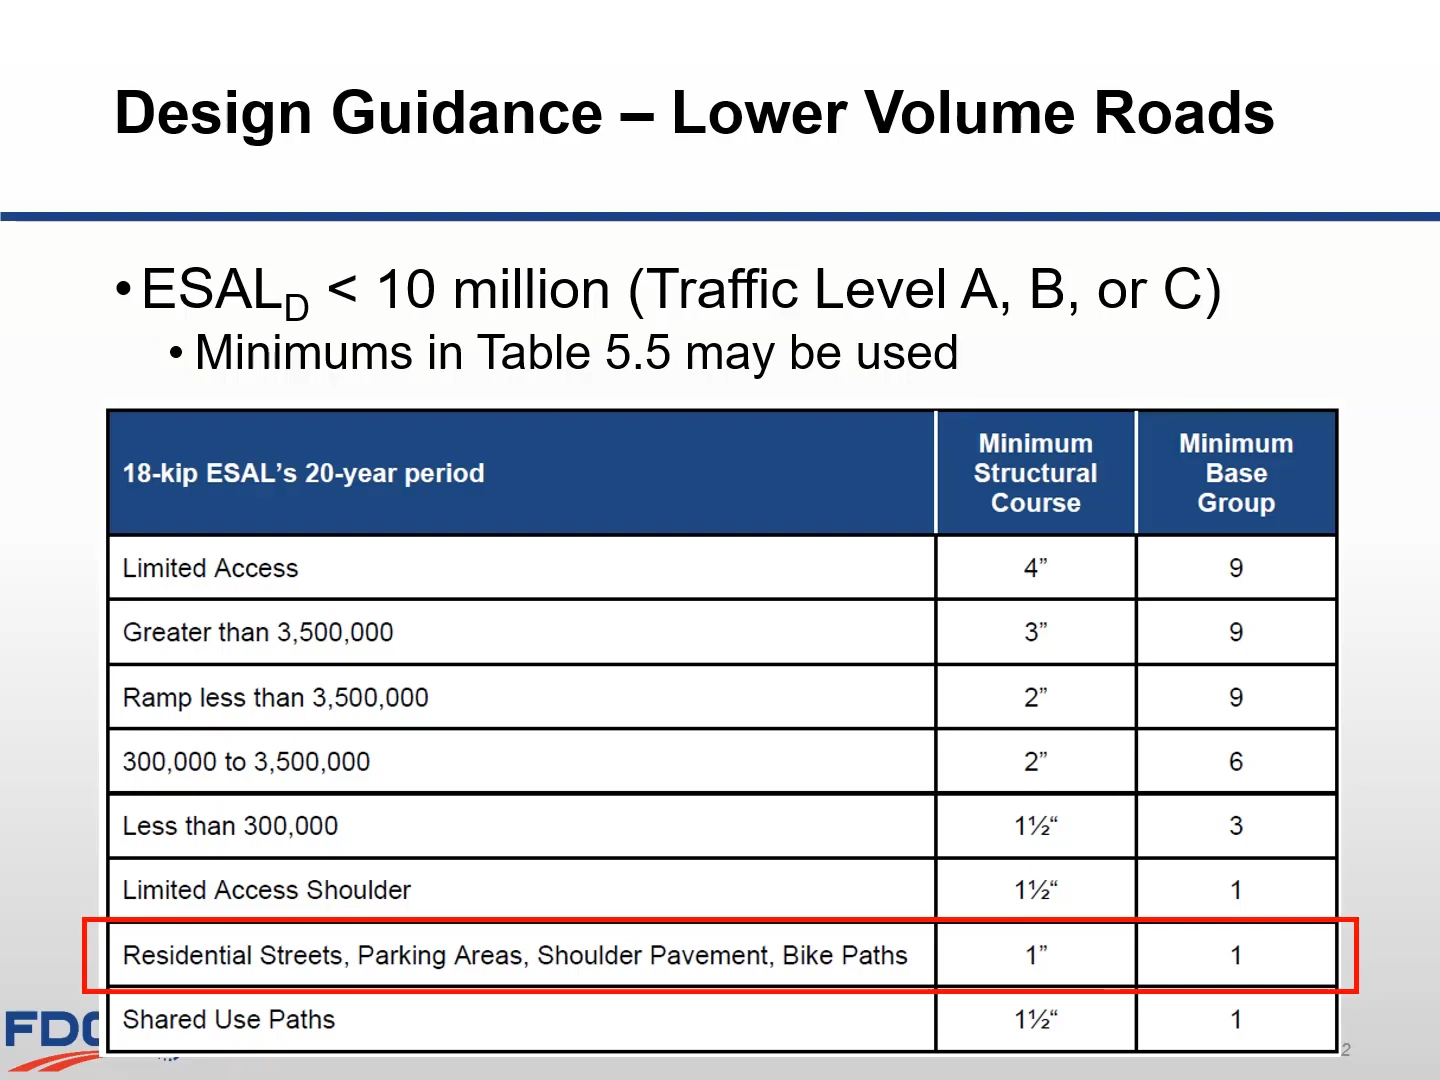 Design Guidance – Lower Volume Roads
•ESALD < 10 million (Traffic Level A, B, or C)
• Minimums in Table 5.5 may be used
18-kip ESAL’s 20-year period Minimum Structural Course Minimum Base Group
Limited Access 4” 9
Greater than 3,500,000 3” 9
Ramp less than 3,500,000 2” 9
300,000 to 3,500,000 2” 6
Less than 300,000 1½“ 3
Limited Access Shoulder 1½“ 1
Residential Streets, Parking Areas, Shoulder Pavement, Bike Paths 1” 1
Shared Use Paths 1½“ 1
2